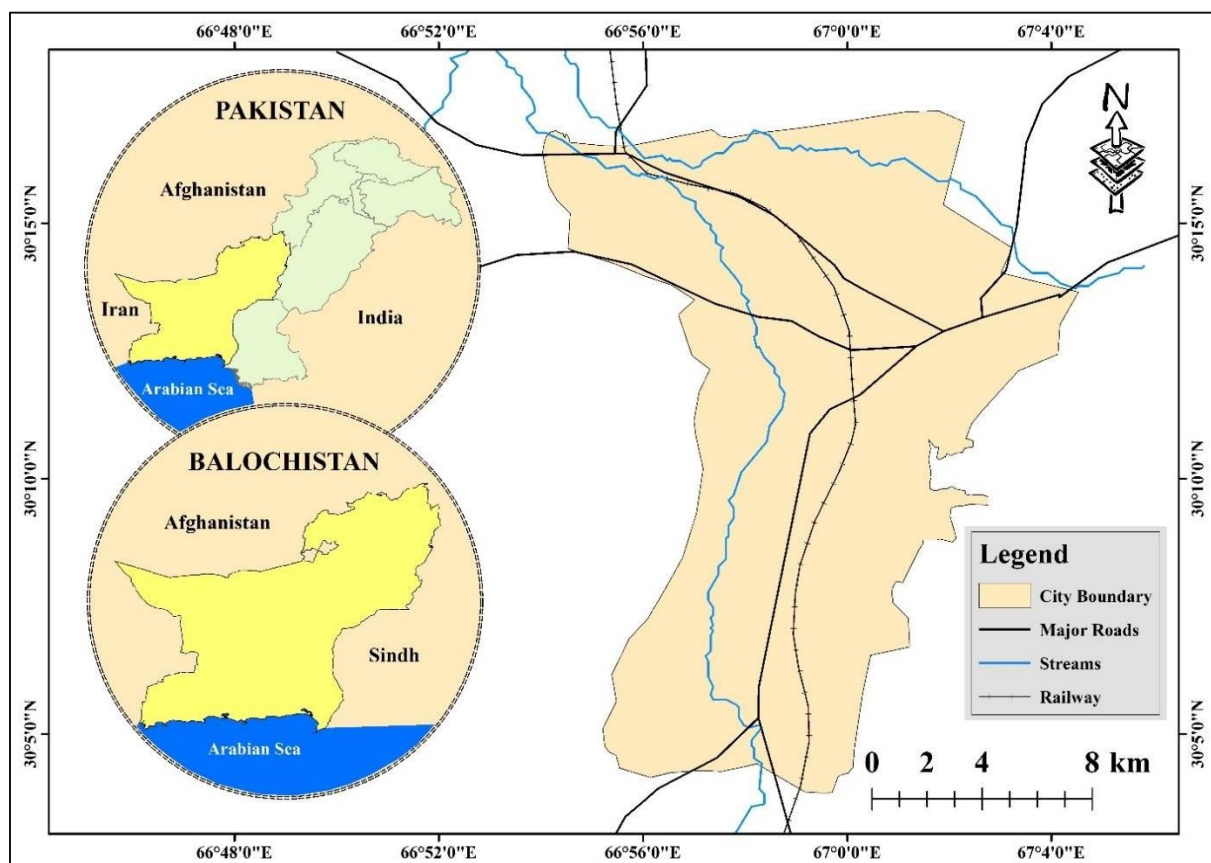 66°48'0"E 66°52'0"E 66°56'0"E 67°0'0"E 67°4'0"E
N
PAKISTAN
Afghanistan
Iran
India
Arabian Sea
BALOCHISTAN
Afghanistan
Sindh
Arabian Sea
30°15'0"N 30°15'0"N
30°10'0"N 30°10'0"N
30°5'0"N 30°5'0"N
Legend
City Boundary
Major Roads
Streams
Railway
0 2 4 8 km
66°48'0"E 66°52'0"E 66°56'0"E 67°0'0"E 67°4'0"E